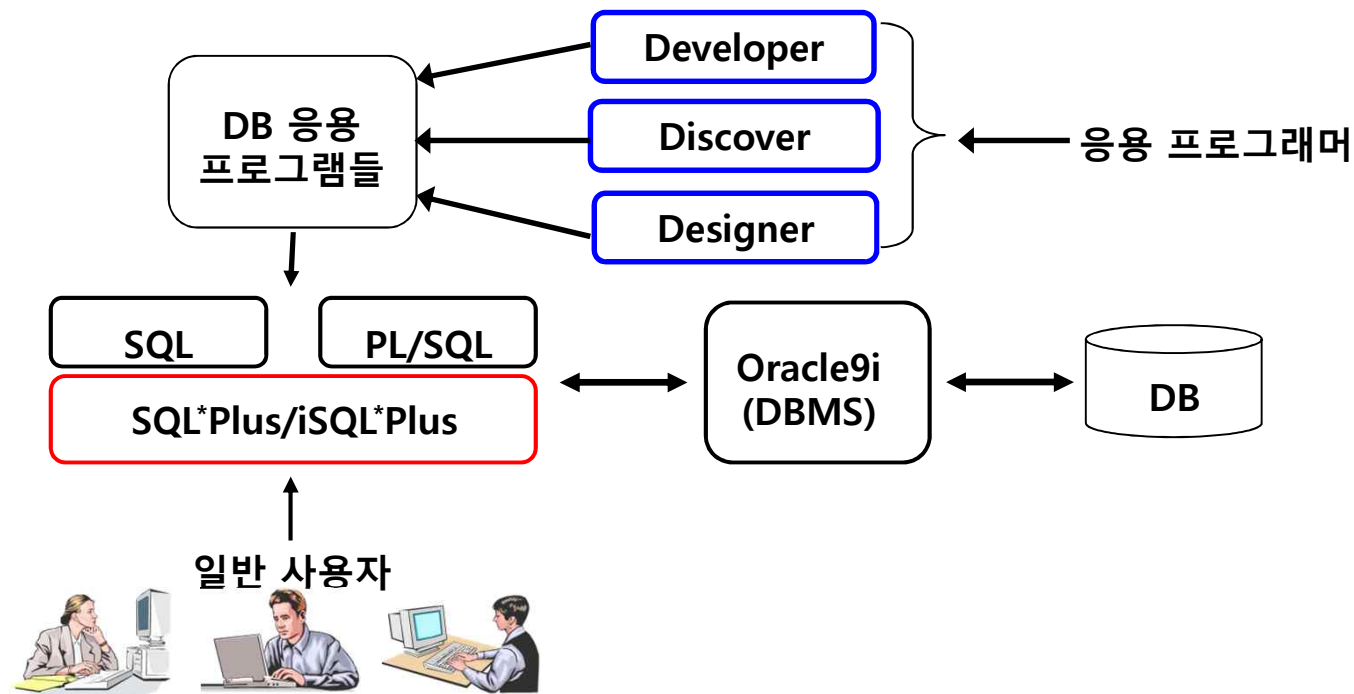 Developer
DB 응용
프로그램들
Discover
응용 프로그래머
Designer
SQL
PL/SQL
SQL*Plus/iSQL*Plus
Oracle9i
(DBMS)
DB
일반 사용자